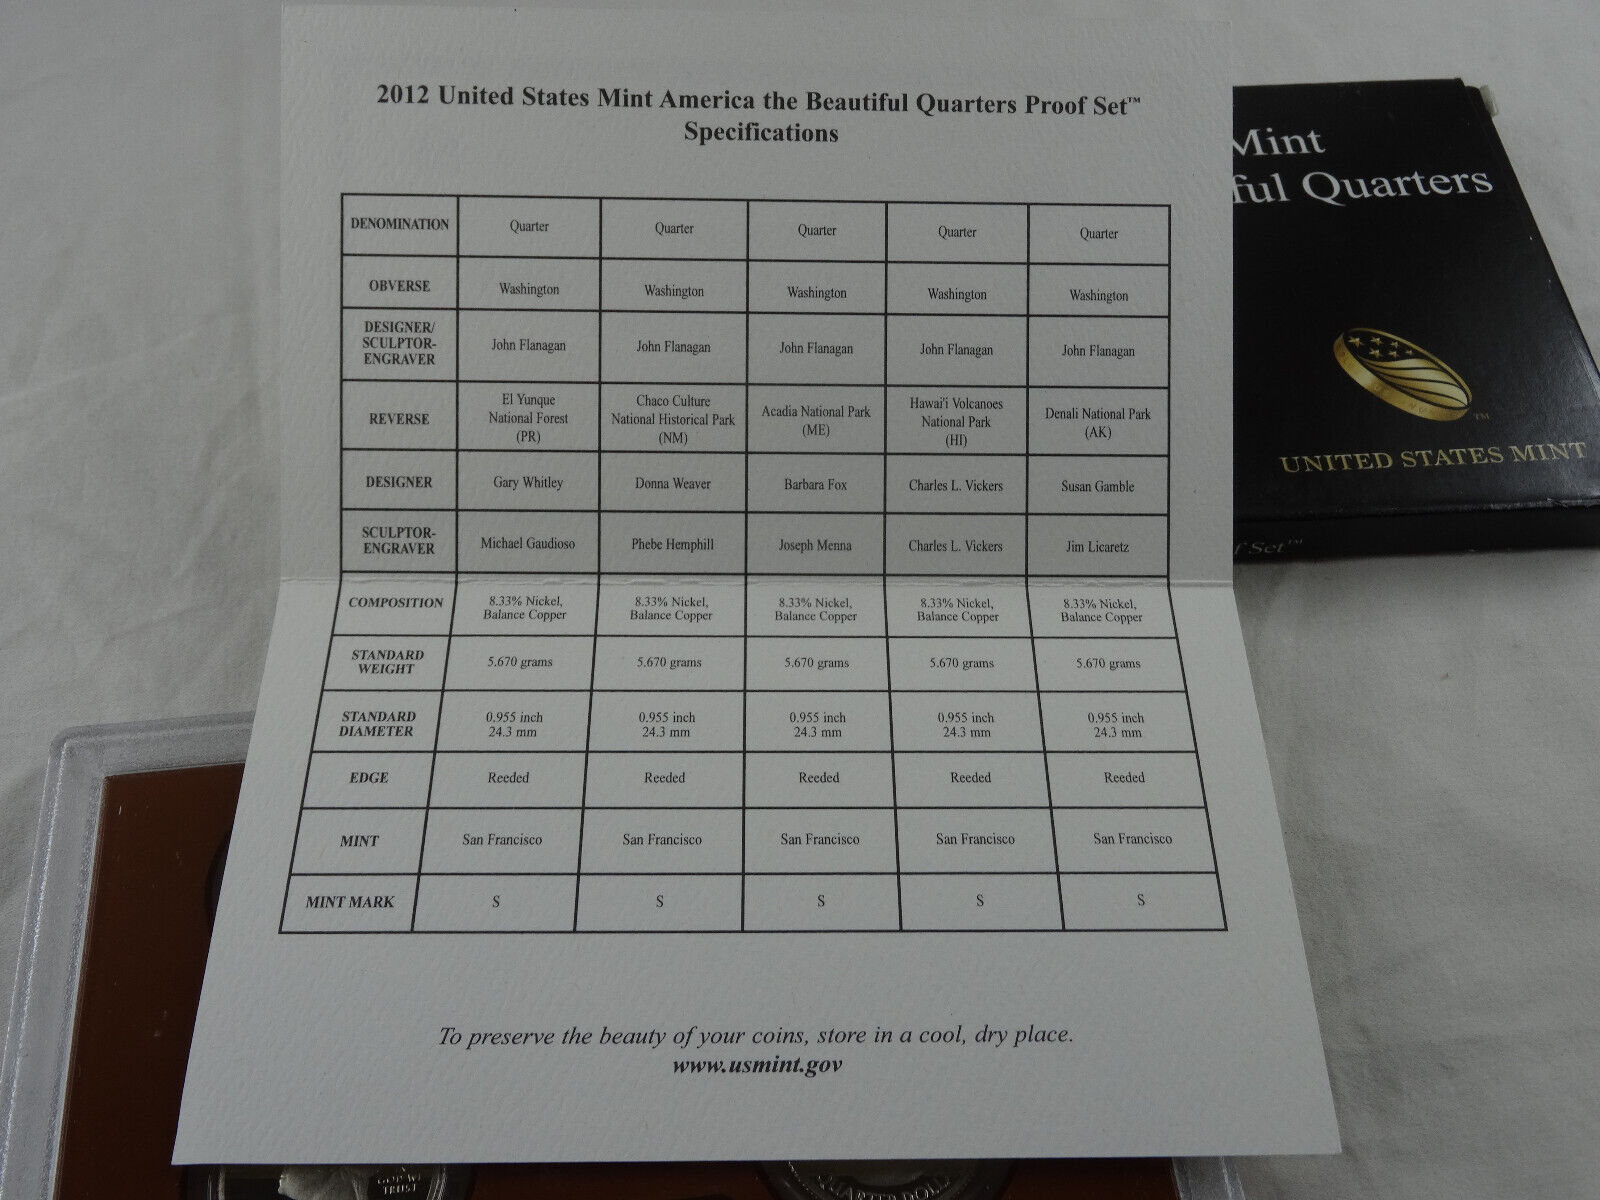 2012 United States Mint America the Beautiful Quarters Proof Set™
Specifications
DENOMINATION Quarter Quarter Quarter Quarter Quarter
OBVERSE Washington Washington Washington Washington Washington
DESIGNER/
SCULPTOR-
ENGRAVER
John Flanagan John Flanagan John Flanagan John Flanagan John Flanagan
REVERSE
El Yunque
National Forest
(PR)
Chaco Culture
National Historical Park
(NM)
Acadia National Park
(ME)
Hawai'i Volcanoes
National Park
(HI)
Denali National Park
(AK)
DESIGNER Gary Whitley Donna Weaver Barbara Fox Charles L. Vickers Susan Gamble
SCULPTOR-
ENGRAVER
Michael Gaudioso Phebe Hemphill Joseph Menna Charles L. Vickers Jim Licaretz
COMPOSITION
8.33% Nickel,
Balance Copper
8.33% Nickel,
Balance Copper
8.33% Nickel,
Balance Copper
8.33% Nickel,
Balance Copper
8.33% Nickel,
Balance Copper
STANDARD
WEIGHT
5.670 grams 5.670 grams 5.670 grams 5.670 grams 5.670 grams
STANDARD
DIAMETER
0.955 inch
24.3 mm
0.955 inch
24.3 mm
0.955 inch
24.3 mm
0.955 inch
24.3 mm
0.955 inch
24.3 mm
EDGE Reeded Reeded Reeded Reeded Reeded
MINT San Francisco San Francisco San Francisco San Francisco San Francisco
MINT MARK S S S S S
To preserve the beauty of your coins, store in a cool, dry place.
www.usmint.gov
Mint
ful Quarters
™
UNITED STATES MINT
f Set™
GOD WE
TRUST
QUARTER DOLL